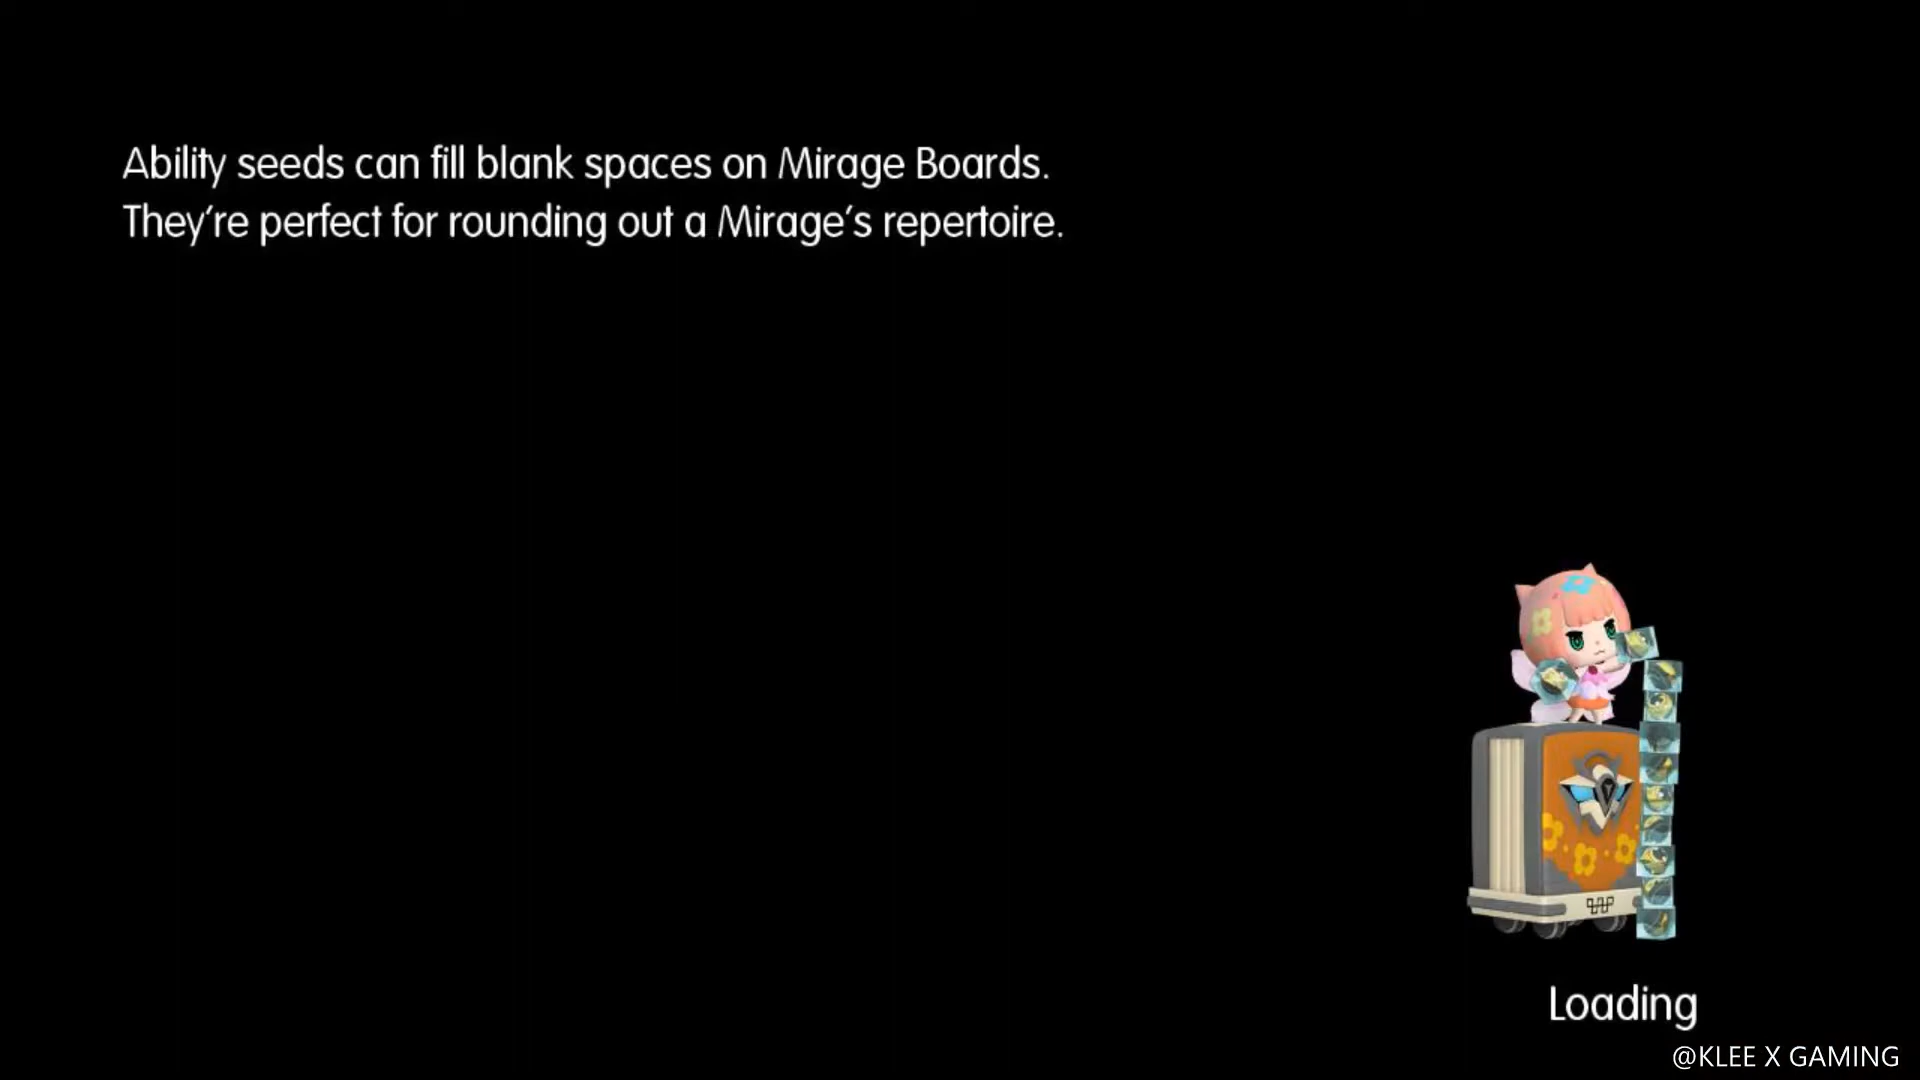 Ability seeds can fill blank spaces on Mirage Boards.
They're perfect for rounding out a Mirage's repertoire.
Loading
@KLEE X GAMING